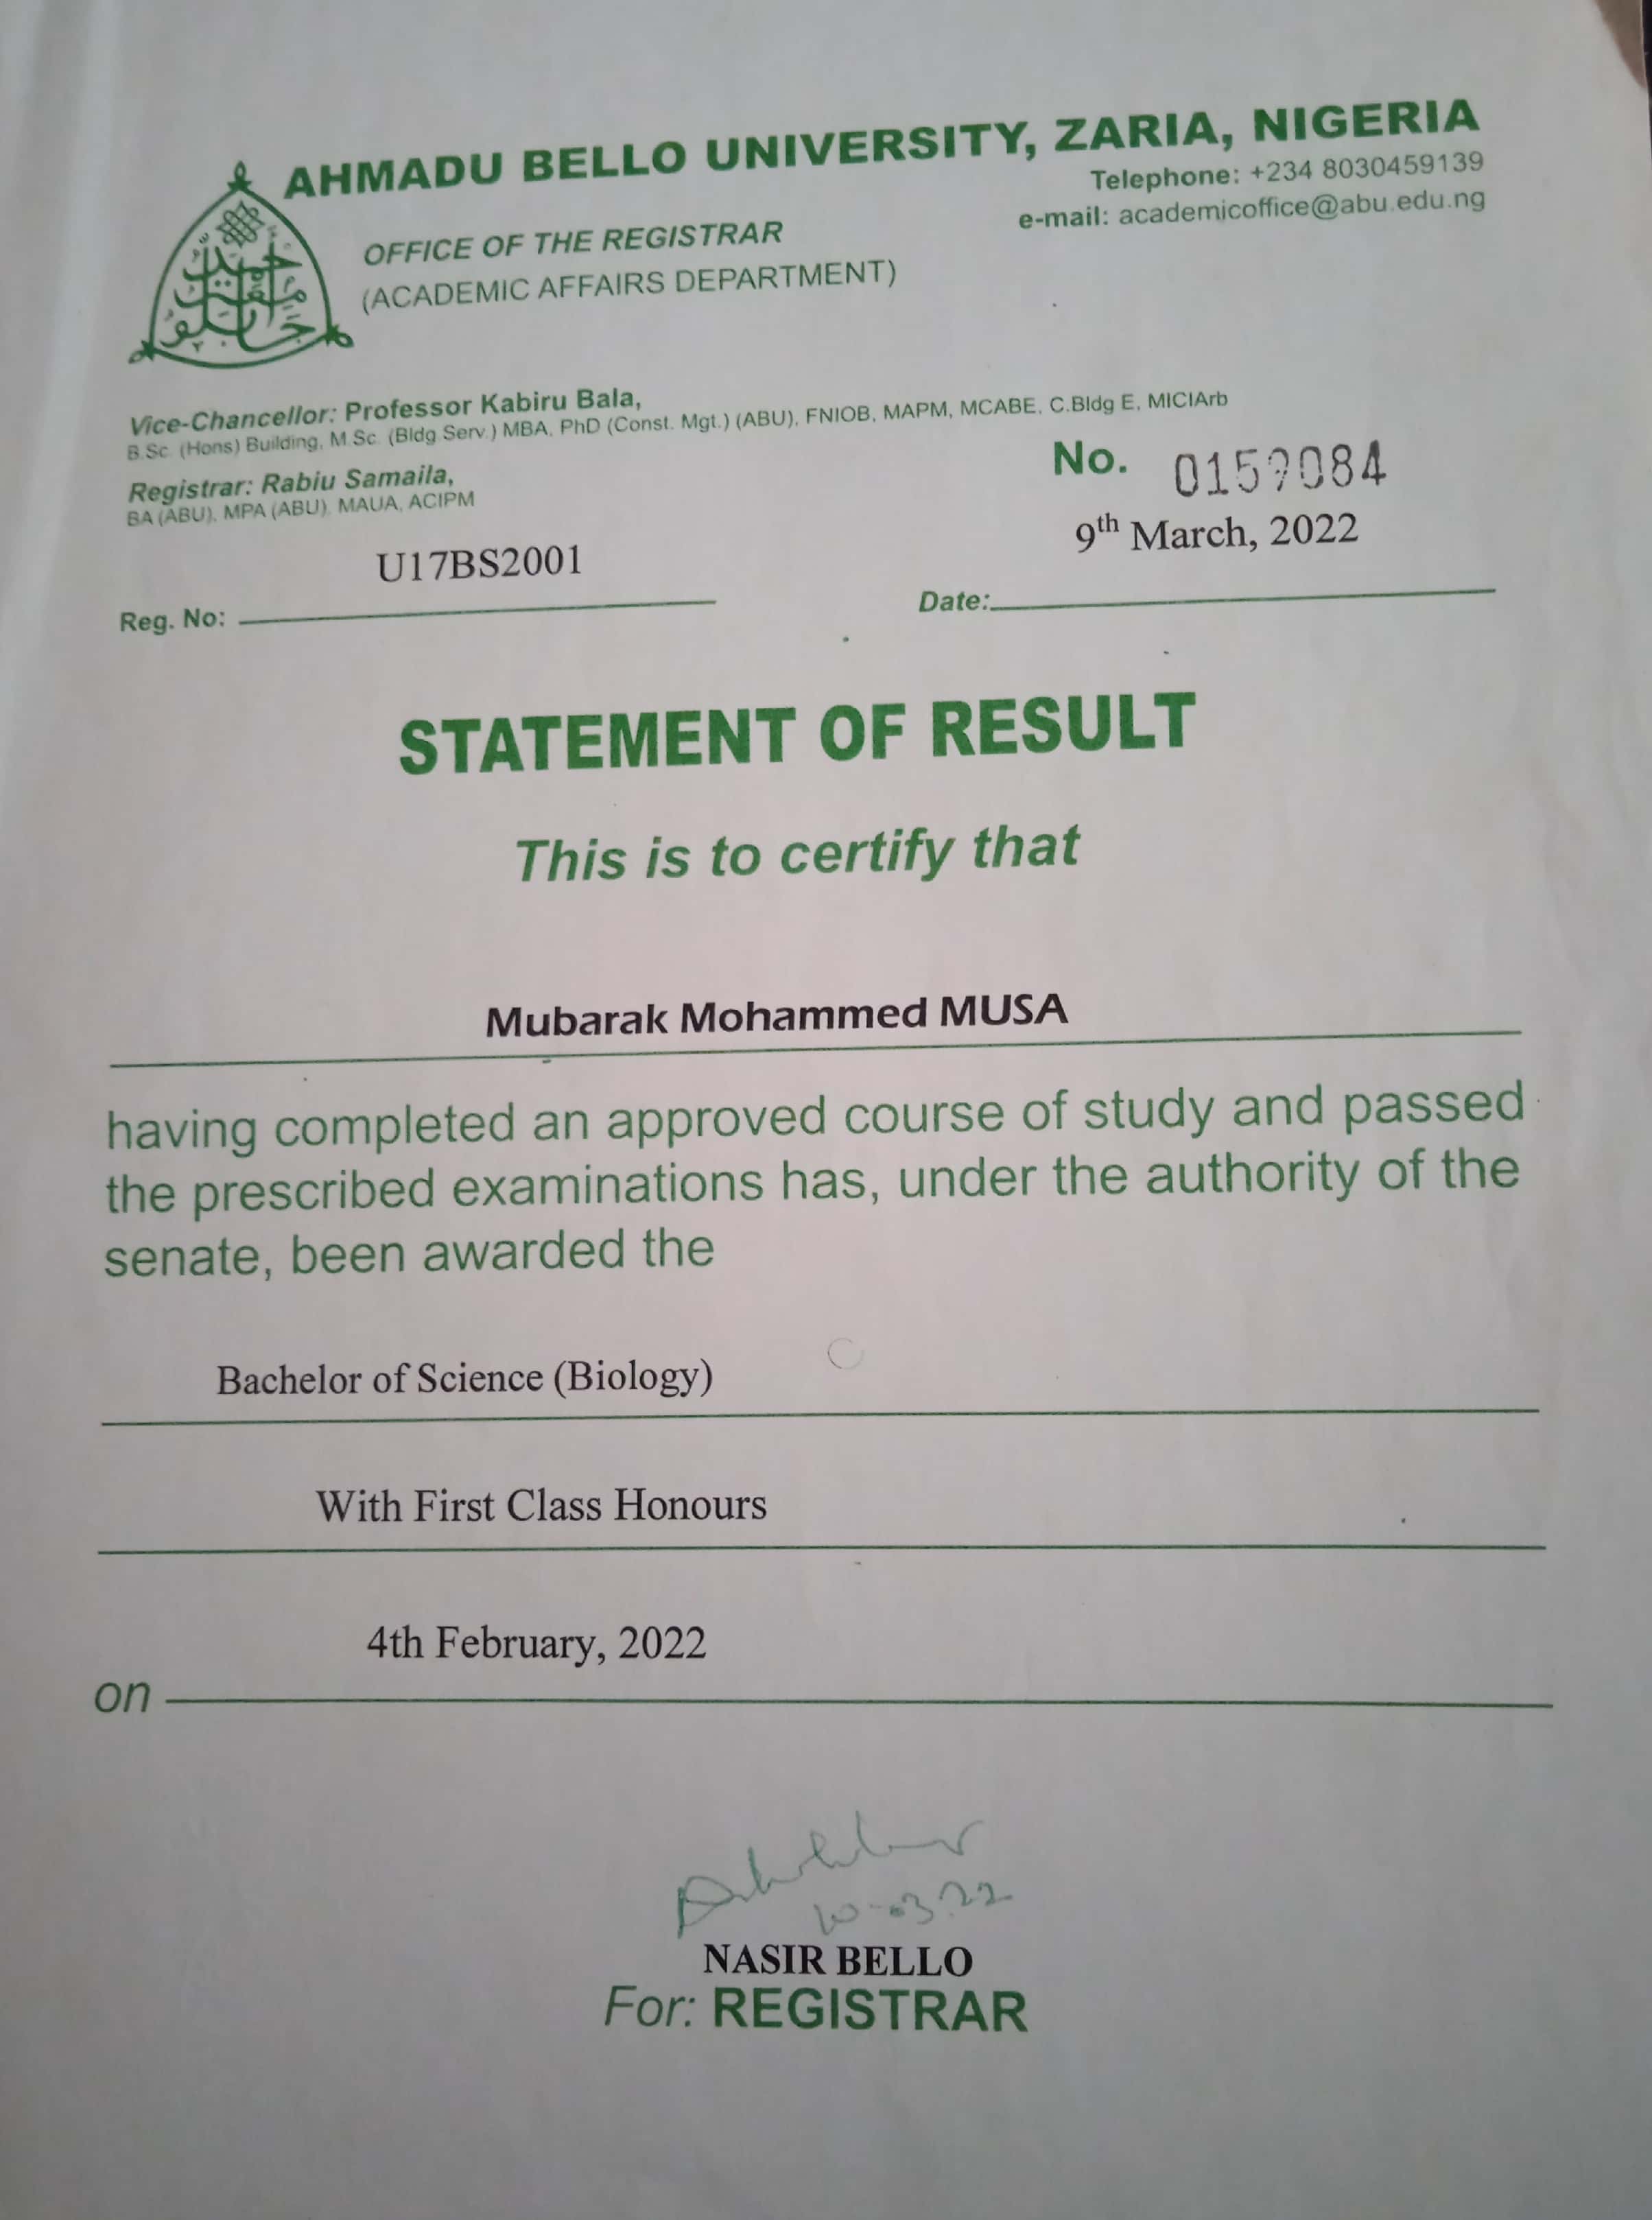 AHMADU BELLO UNIVERSITY, ZARIA, NIGERIA
Telephone: +234 8030459139
e-mail: academicoffice@abu.edu.ng
OFFICE OF THE REGISTRAR
(ACADEMIC AFFAIRS DEPARTMENT)
Vice-Chancellor: Professor Kabiru Bala,
B.Sc. (Hons) Building, M.Sc. (Bldg Serv.) MBA, PhD (Const. Mgt.) (ABU), FNIOB, MAPM, MCABE, C.Bldg E, MICIArb
Registrar: Rabiu Samaila,
BA (ABU), MPA (ABU), MAUA, ACIPM
No.
U17BS2001
9th March, 2022
Reg. No:
Date:
STATEMENT OF RESULT
This is to certify that
Mubarak Mohammed MUSA
having completed an approved course of study and passed
the prescribed examinations has, under the authority of the
senate, been awarded the
Bachelor of Science (Biology)
With First Class Honours
4th February, 2022
on
10-03.22
NASIR BELLO
For: REGISTRAR